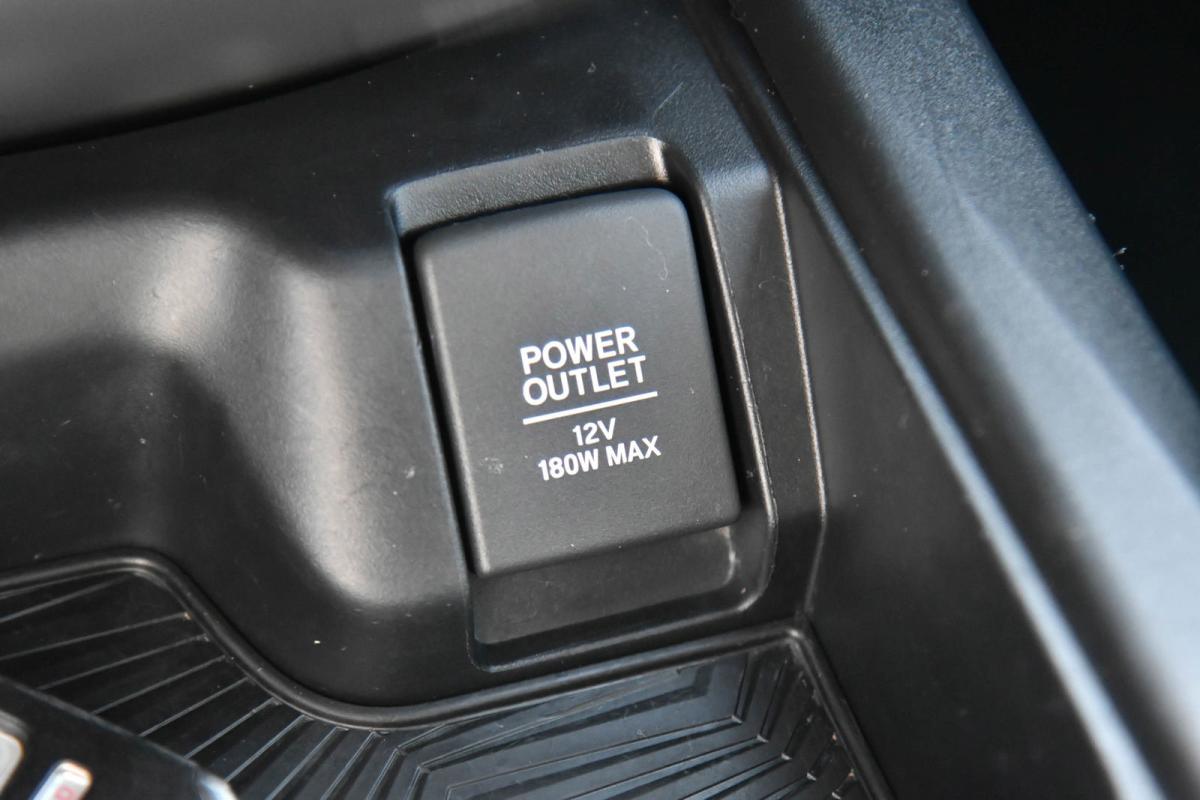 POWER
OUTLET
12V
180W MAX